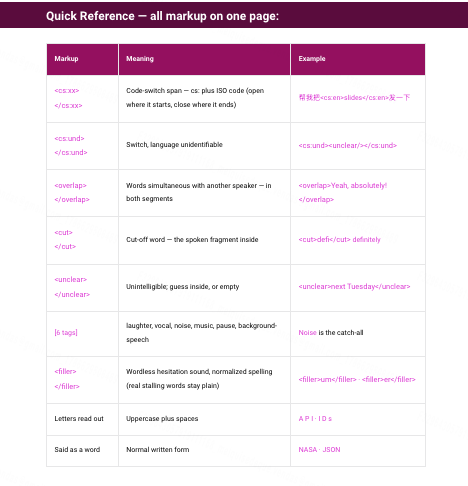 Quick Reference — all markup on one page:
Markup Meaning Example
<cs:xx>
</cs:xx>
Code-switch span — cs: plus ISO code (open
where it starts, close where it ends)
帮我把<cs:en>slides</cs:en>发一下
<cs:und>
</cs:und>
Switch, language unidentifiable
<cs:und><unclear/></cs:und>
<overlap>
</overlap>
Words simultaneous with another speaker — in
both segments
<overlap>Yeah, absolutely!
</overlap>
<cut>
</cut>
Cut-off word — the spoken fragment inside
<cut>defi</cut> definitely
<unclear>
</unclear>
Unintelligible; guess inside, or empty
<unclear>next Tuesday</unclear>
[6 tags]
laughter, vocal, noise, music, pause, background-
speech
Noise is the catch-all
<filler>
</filler>
Wordless hesitation sound, normalized spelling
(real stalling words stay plain)
<filler>um</filler> · <filler>er</filler>
Letters read out Uppercase plus spaces A P I · I D s
Said as a word Normal written form NASA · JSON